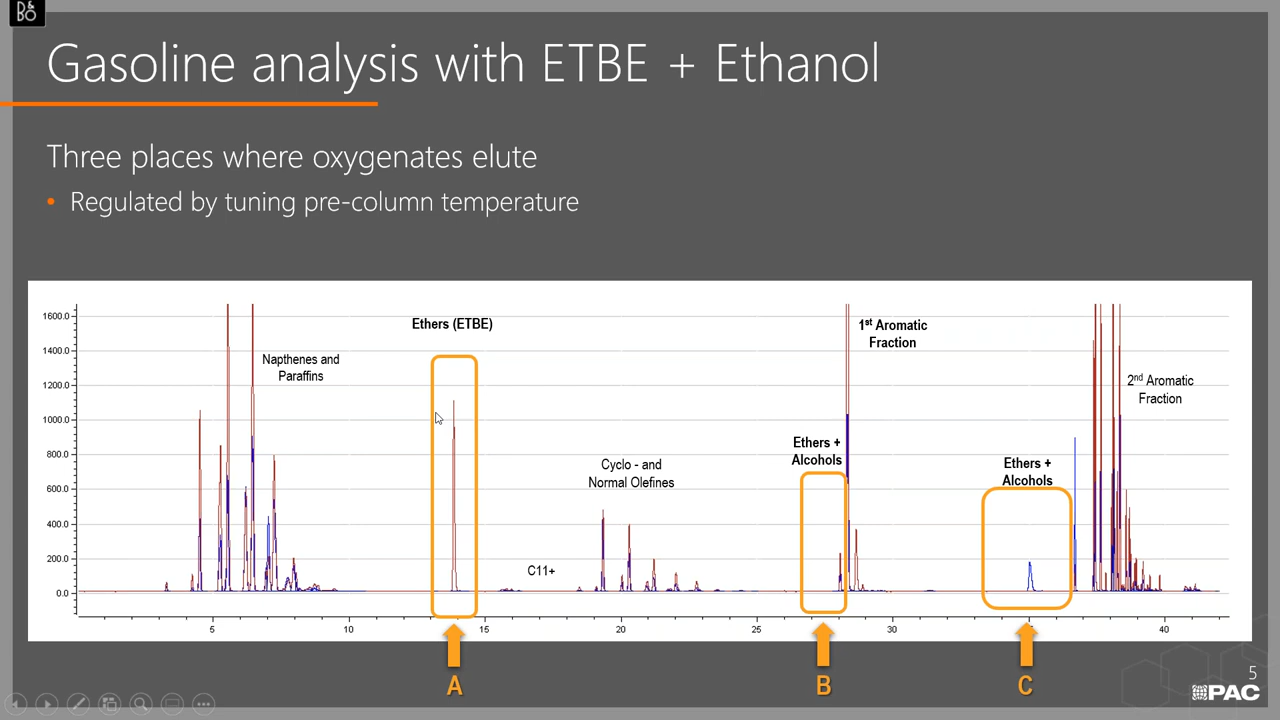 B&O
Gasoline analysis with ETBE + Ethanol
Three places where oxygenates elute
• Regulated by tuning pre-column temperature
1600.0
1400.0
1200.0
1000.0
800.0
600.0
400.0
200.0
0.0
Napthenes and
Paraffins
Ethers (ETBE)
C11+
Cyclo - and
Normal Olefines
Ethers +
Alcohols
1st Aromatic
Fraction
Ethers +
Alcohols
2nd Aromatic
Fraction
5 10 15 20 25 30 40
A B C
5
PAC